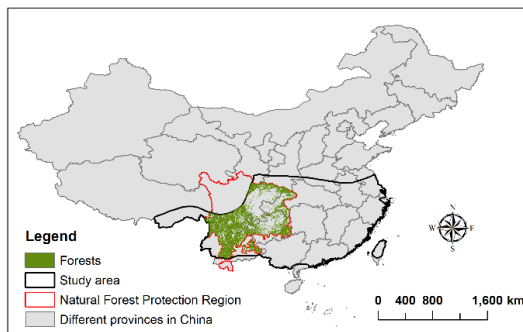 Legend
Forests
Study area
Natural Forest Protection Region
Different provinces in China
N
W E
S
0 400 800 1,600 km